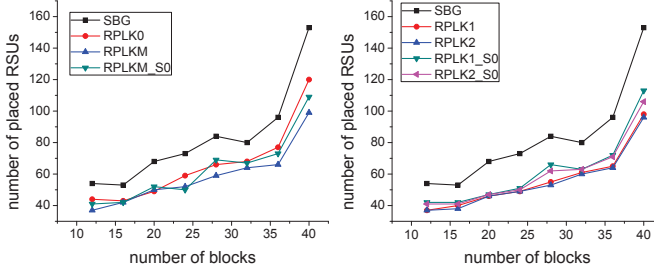 160
140
120
100
80
60
40
10 15 20 25 30 35 40
number of placed RSUs
number of blocks
SBG
RPLK0
RPLKM
RPLKM_S0
160
140
120
100
80
60
40
10 15 20 25 30 35 40
number of placed RSUs
number of blocks
SBG
RPLK1
RPLK2
RPLK1_S0
RPLK2_S0